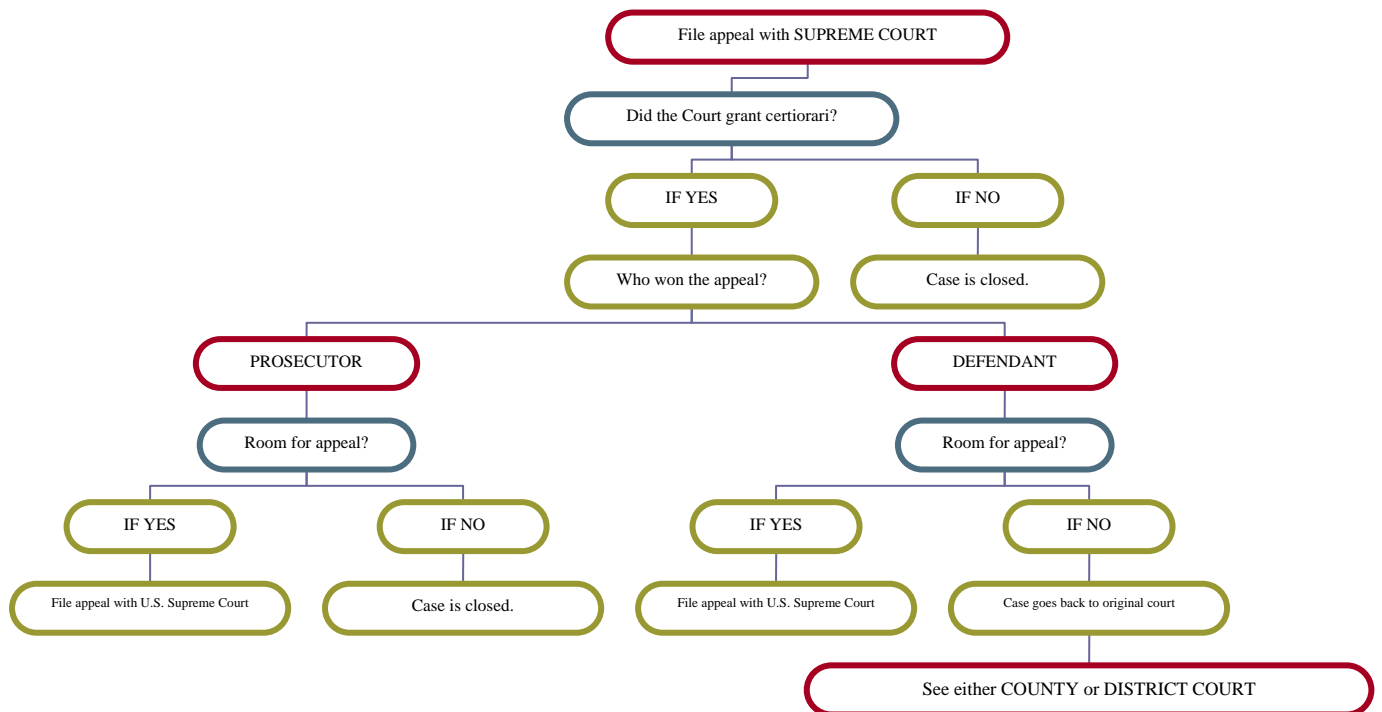 File appeal with SUPREME COURT
Did the Court grant certiorari?
IF YES
IF NO
Who won the appeal?
Case is closed.
PROSECUTOR
DEFENDANT
Room for appeal?
Room for appeal?
IF YES
IF NO
IF YES
IF NO
File appeal with U.S. Supreme Court
Case is closed.
File appeal with U.S. Supreme Court
Case goes back to original court
See either COUNTY or DISTRICT COURT